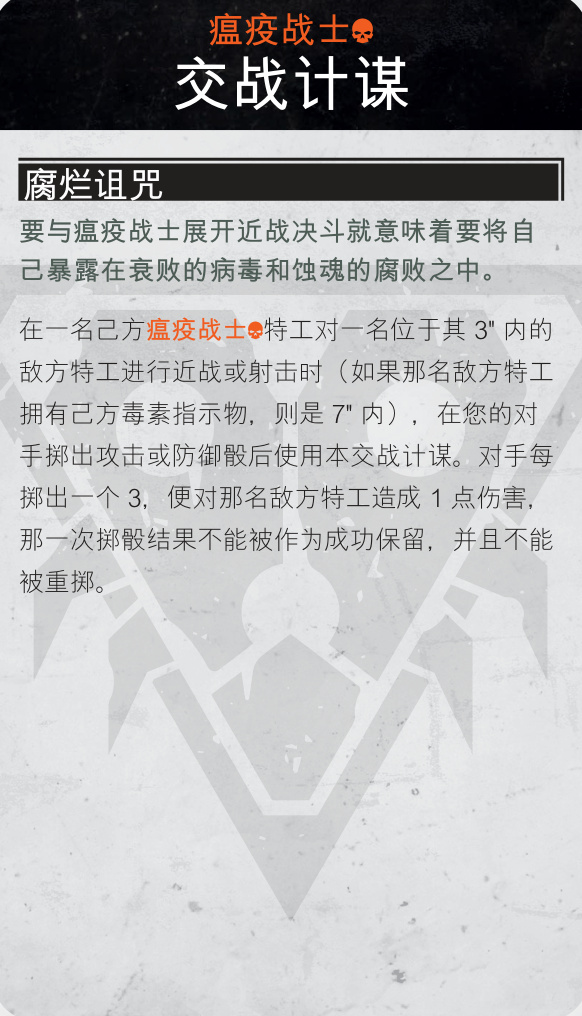 瘟疫战士
交战计谋
腐烂诅咒
要与瘟疫战士展开近战决斗就意味着要将自
己暴露在衰败的病毒和蚀魂的腐败之中。
在一名己方瘟疫战士特工对一名位于其 3" 内的
敌方特工进行近战或射击时（如果那名敌方特工
拥有己方毒素指示物，则是 7" 内），在您的对
手掷出攻击或防御骰后使用本交战计谋。对手每
掷出一个 3，便对那名敌方特工造成 1 点伤害，
那一次掷骰结果不能被作为成功保留，并且不能
被重掷。